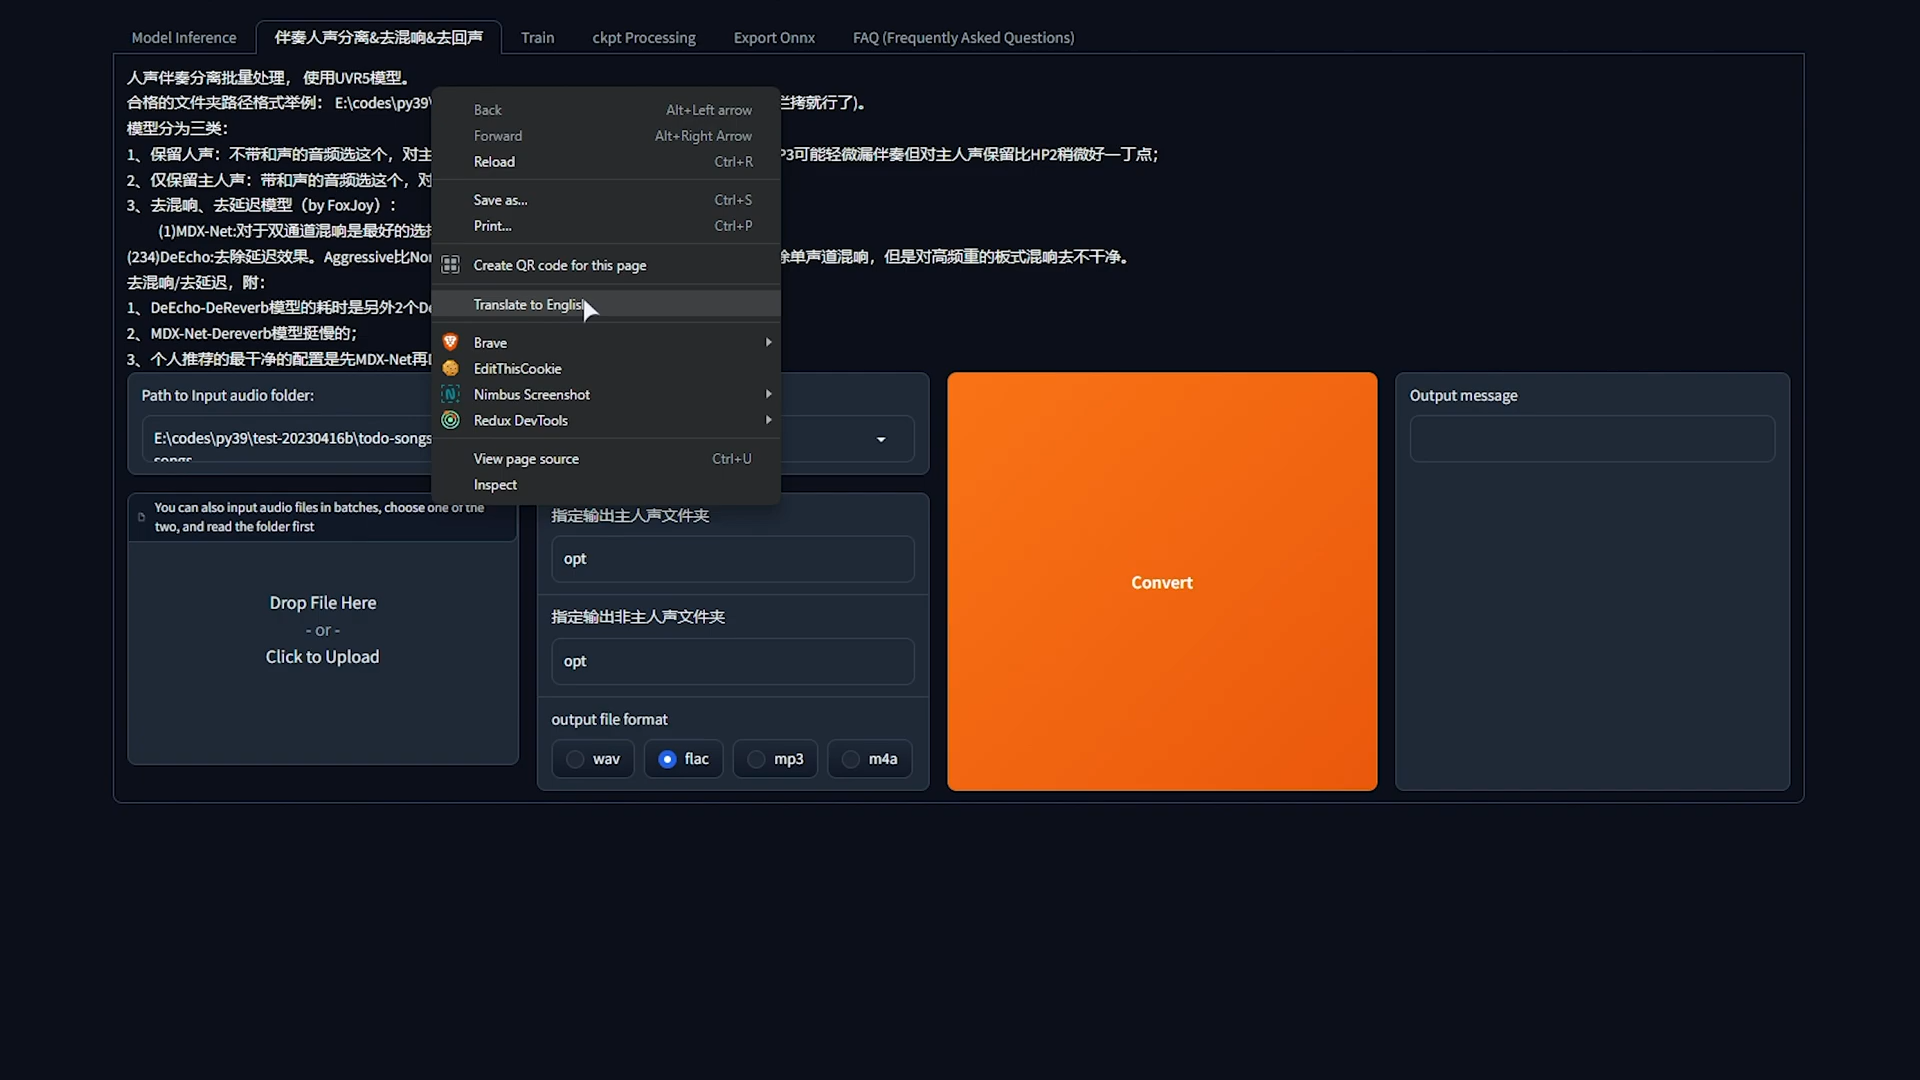 Model Inference
伴奏人声分离&去混响&去回声
Train
ckpt Processing
Export Onnx
FAQ (Frequently Asked Questions)
人声伴奏分离批量处理， 使用UVR5模型。
合格的文件夹路径格式举例： E:\codes\py39\
拷就行了)。
模型分为三类：
1、保留人声：不带和声的音频选这个，对主
P3可能轻微漏伴奏但对主人声保留比HP2稍微好一丁点；
2、仅保留主人声：带和声的音频选这个，对
3、去混响、去延迟模型（by FoxJoy）：
(1)MDX-Net:对于双通道混响是最好的选
(234)DeEcho:去除延迟效果。Aggressive比Nor
除单声道混响，但是对高频重的板式混响去不干净。
去混响/去延迟，附：
1、DeEcho-DeReverb模型的耗时是另外2个De
2、MDX-Net-Dereverb模型挺慢的；
3、个人推荐的最干净的配置是先MDX-Net再
Back Alt+Left arrow
Forward Alt+Right Arrow
Reload Ctrl+R
Save as... Ctrl+S
Print... Ctrl+P
Create QR code for this page
Translate to English
Brave
EditThisCookie
Nimbus Screenshot
Redux DevTools
View page source Ctrl+U
Inspect
Path to Input audio folder:
E:\codes\py39\test-20230416b\todo-songs
songs
You can also input audio files in batches, choose one of the
two, and read the folder first
Drop File Here
- or -
Click to Upload
指定输出主人声文件夹
opt
指定输出非主人声文件夹
opt
output file format
wav
flac
mp3
m4a
Convert
Output message